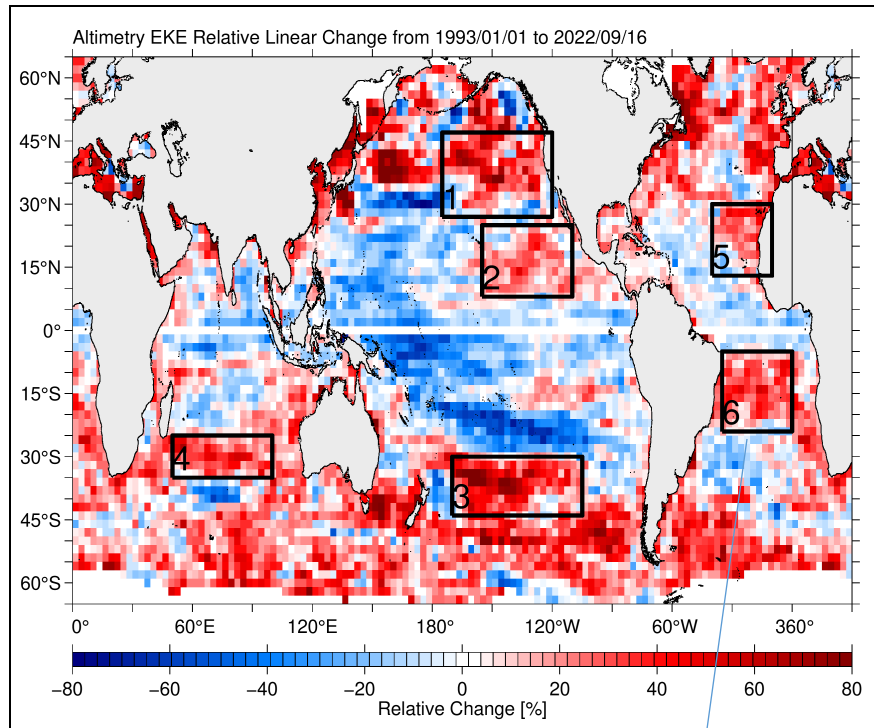 Altimetry EKE Relative Linear Change from 1993/01/01 to 2022/09/16
60°N
45°N
30°N
15°N
0°
15°S
30°S
45°S
60°S
1
2
5
6
4
3
0° 60°E 120°E 180° 120°W 60°W 360°
−80 −60 −40 −20 0 20 40 60 80
Relative Change [%]